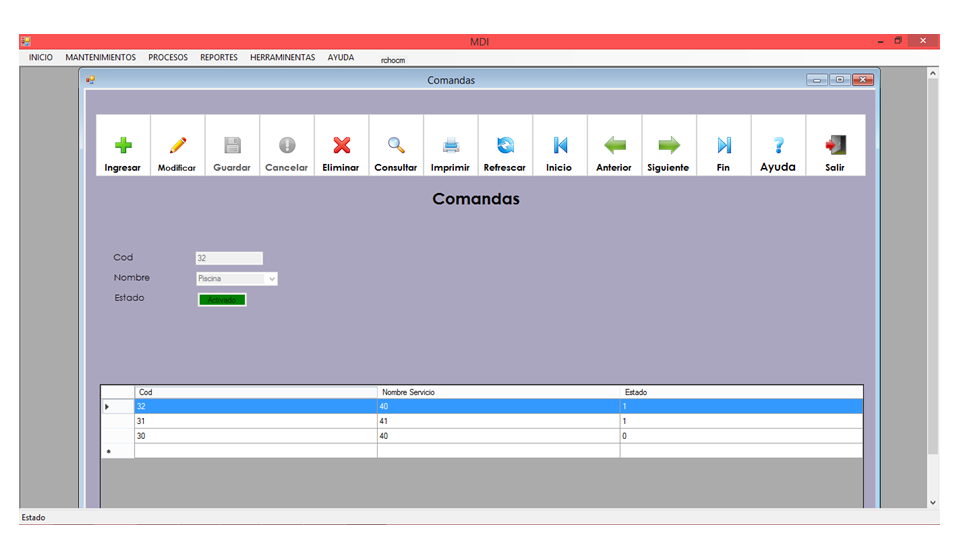 MDI
INICIO MANTENIMIENTOS PROCESOS REPORTES HERRAMINENTAS AYUDA rchocm
Comandas
Ingresar Modificar Guardar Cancelar Eliminar Consultar Imprimir Refrescar Inicio Anterior Siguiente Fin Ayuda Salir
Comandas
Cod 32
Nombre Piscina
Estado Activado
Cod Nombre Servicio Estado
32 40 1
31 41 1
30 40 0
Estado